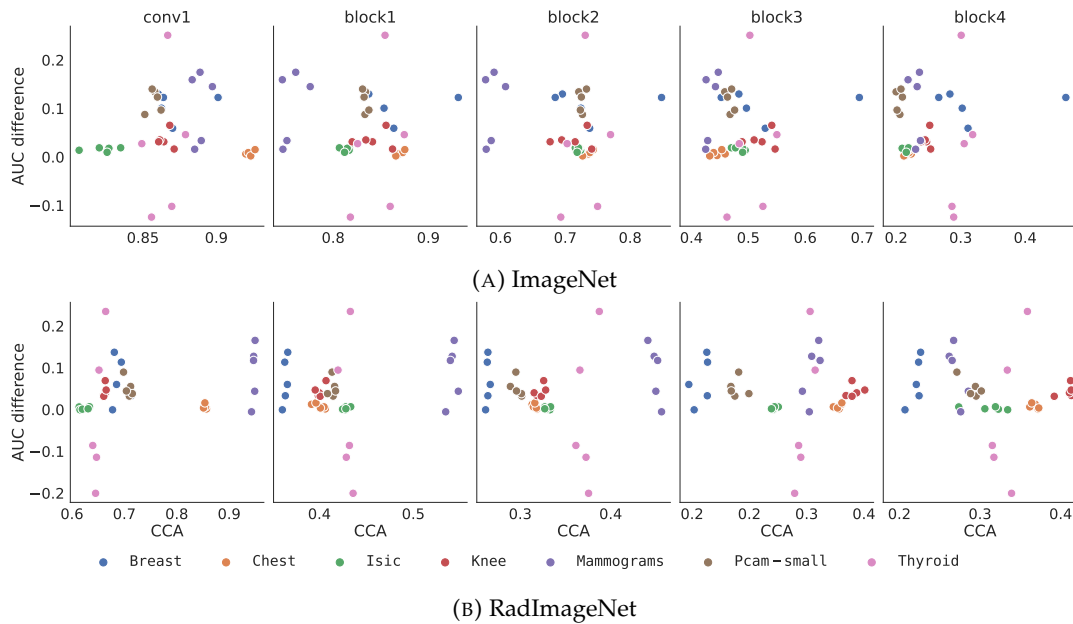 conv1 block1 block2 block3 block4
AUC difference
0.2
0.1
0.0
−0.1
0.85 0.9 0.8 0.9 0.6 0.7 0.8 0.4 0.5 0.6 0.7 0.2 0.3 0.4
(A) ImageNet
AUC difference
0.2
0.1
0.0
−0.1
−0.2
0.6 0.7 0.8 0.9 0.4 0.5 0.3 0.4 0.2 0.3 0.4 0.2 0.3 0.4
CCA CCA CCA CCA CCA
Breast Chest Isic Knee Mammograms Pcam−small Thyroid
(B) RadImageNet